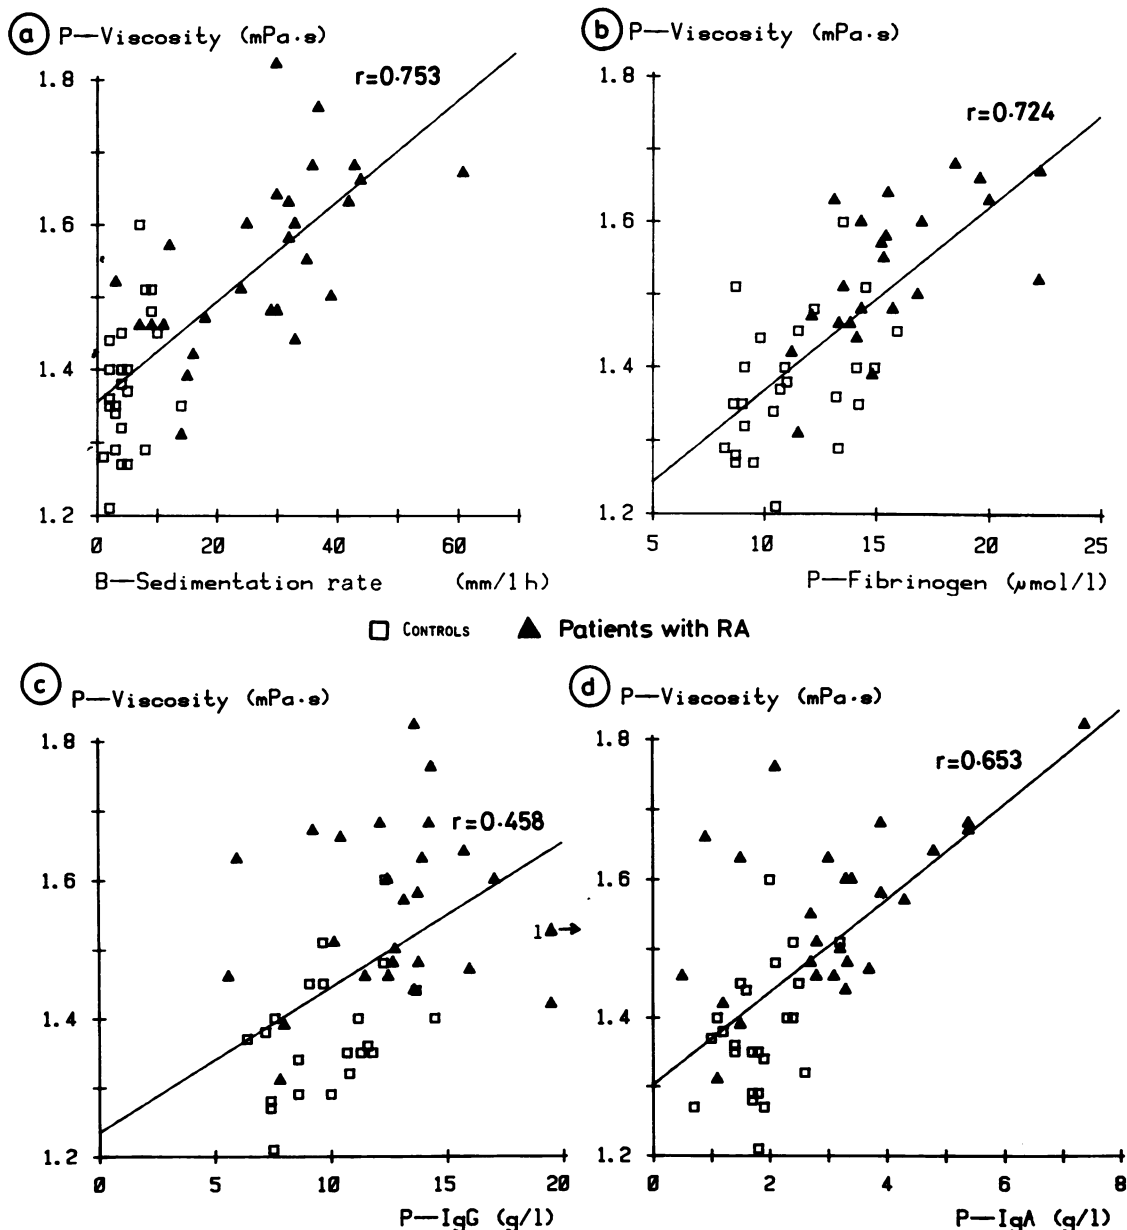 a P—Viscosity (mPa·s)
r=0·753
1.8
1.6
1.4
1.2
0 20 40 60
B—Sedimentation rate (mm/1h)
b P—Viscosity (mPa·s)
r=0·724
1.8
1.6
1.4
1.2
5 10 15 20 25
P—Fibrinogen (μmol/l)
CONTROLS Patients with RA
c P—Viscosity (mPa·s)
r=0·458
1.8
1.6
1.4
1.2
1
0 5 10 15 20
P—IgG (g/l)
d P—Viscosity (mPa·s)
r=0·653
1.8
1.6
1.4
1.2
0 2 4 6 8
P—IgA (g/l)